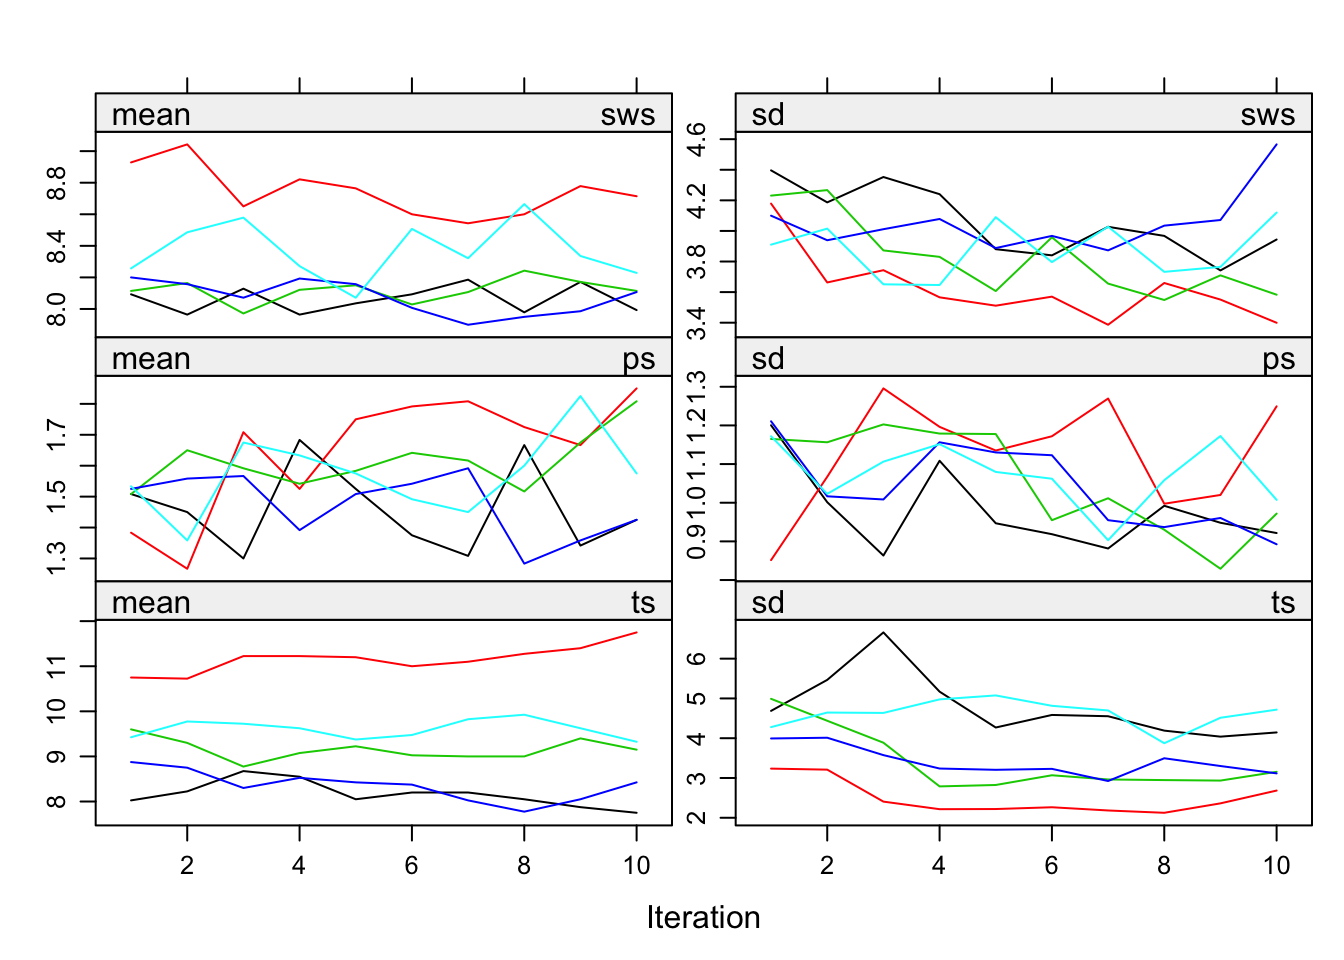 mean sws
sd sws
8.0 8.4 8.8
3.4 3.8 4.2 4.6
mean ps
sd ps
1.3 1.5 1.7
0.9 1.0 1.1 1.2 1.3
mean ts
sd ts
8 9 10 11
2 3 4 5 6
2 4 6 8 10
2 4 6 8 10
Iteration